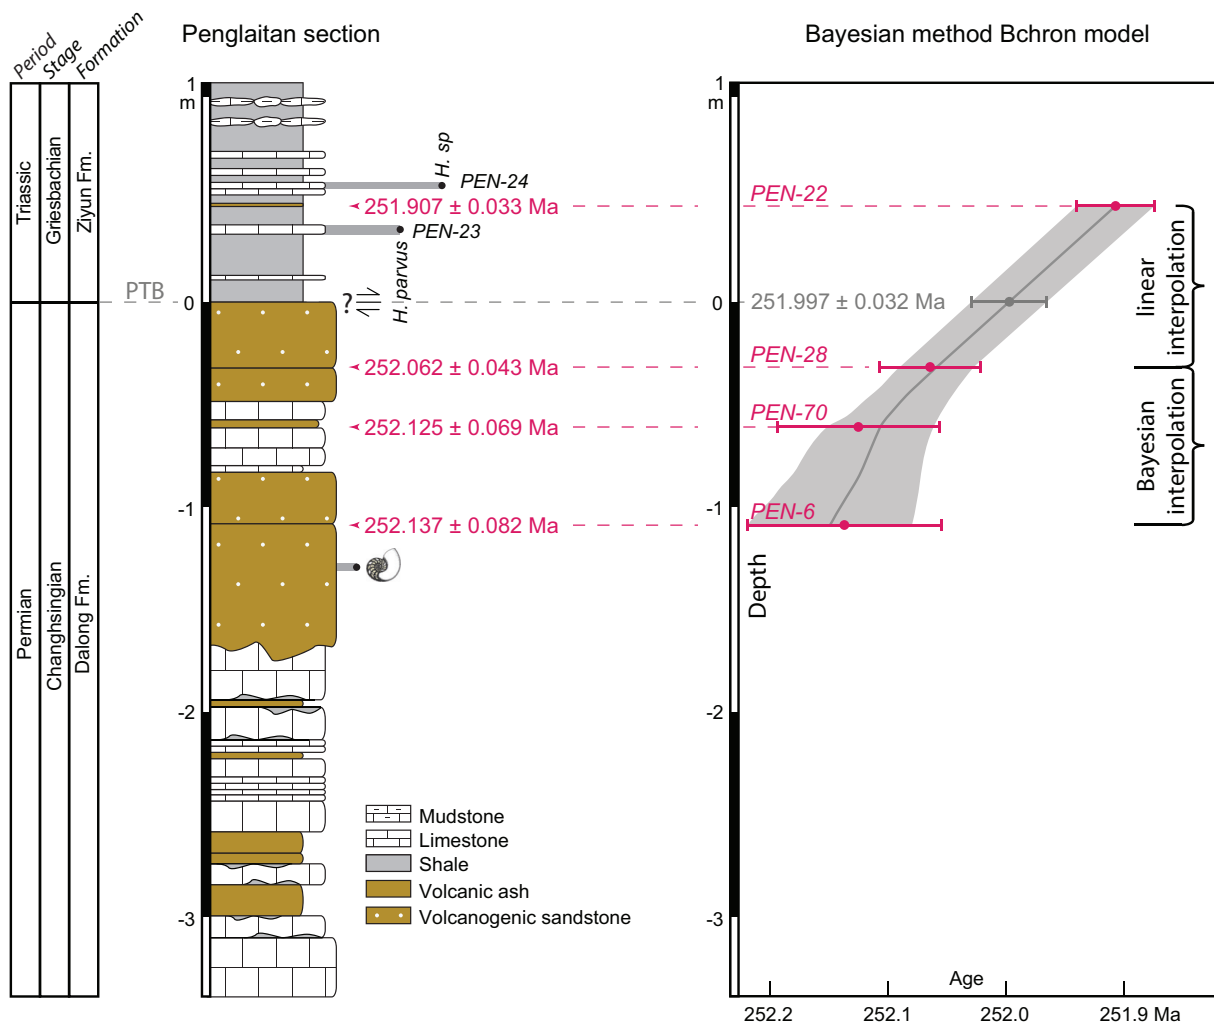 Period
Stage
Formation
Penglaitan section
Bayesian method Bchron model
Triassic
Griesbachian
Ziyun Fm.
Permian
Changhsingian
Dalong Fm.
PTB
1
m
0
-1
-2
-3
H. sp
PEN-24
251.907 ± 0.033 Ma
PEN-23
H. parvus
?
252.062 ± 0.043 Ma
252.125 ± 0.069 Ma
252.137 ± 0.082 Ma
Mudstone
Limestone
Shale
Volcanic ash
Volcanogenic sandstone
1
m
0
-1
-2
-3
PEN-22
251.997 ± 0.032 Ma
PEN-28
PEN-70
PEN-6
linear
interpolation
Bayesian
interpolation
Depth
Age
252.2
252.1
252.0
251.9 Ma